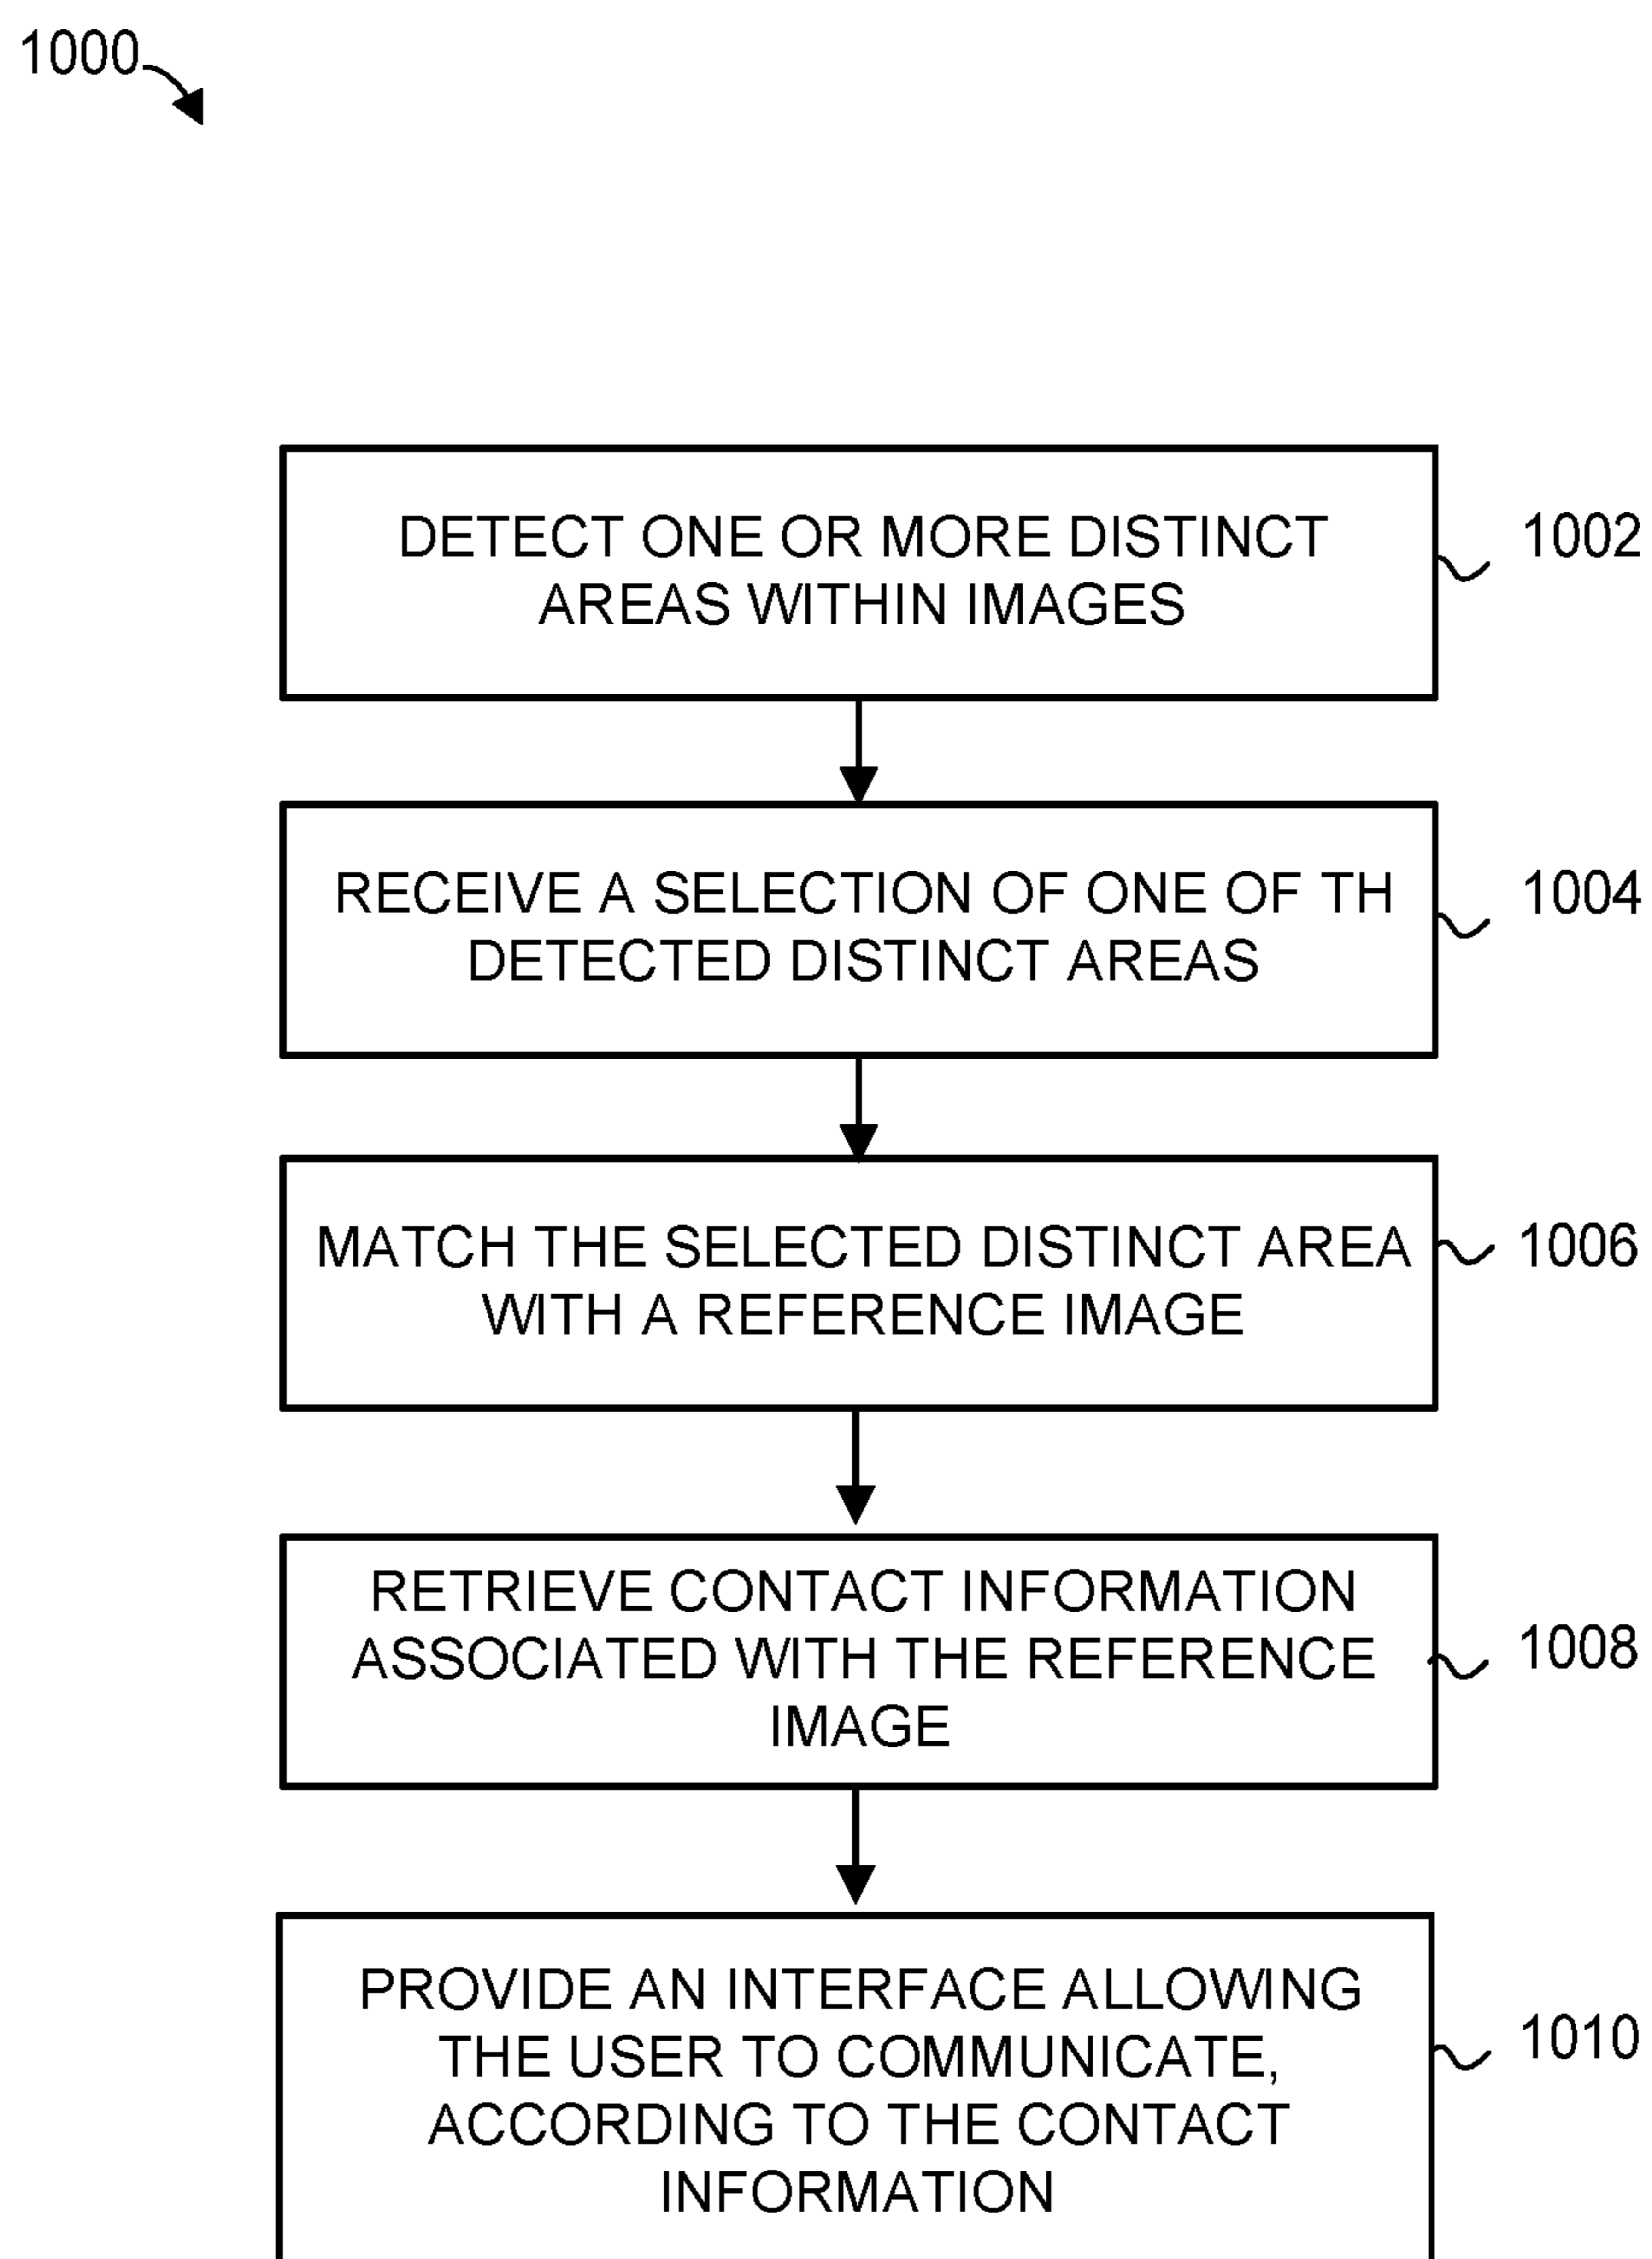 1000
DETECT ONE OR MORE DISTINCT
AREAS WITHIN IMAGES
1002
RECEIVE A SELECTION OF ONE OF TH
DETECTED DISTINCT AREAS
1004
MATCH THE SELECTED DISTINCT AREA
WITH A REFERENCE IMAGE
1006
RETRIEVE CONTACT INFORMATION
ASSOCIATED WITH THE REFERENCE
IMAGE
1008
PROVIDE AN INTERFACE ALLOWING
THE USER TO COMMUNICATE,
ACCORDING TO THE CONTACT
INFORMATION
1010